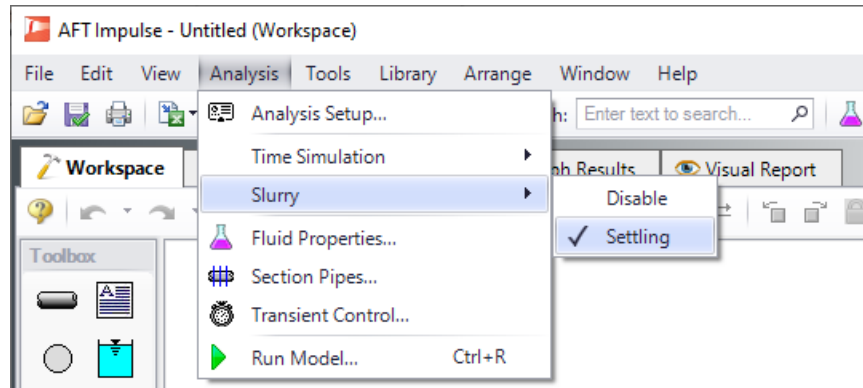 AFT Impulse - Untitled (Workspace)
File Edit View Analysis Tools Library Arrange Window Help
Analysis Setup...
h: Enter text to search...
Time Simulation
Workspace
ph Results
Visual Report
Slurry
Disable
Settling
Toolbox
A
Fluid Properties...
Section Pipes...
Transient Control...
Run Model... Ctrl+R